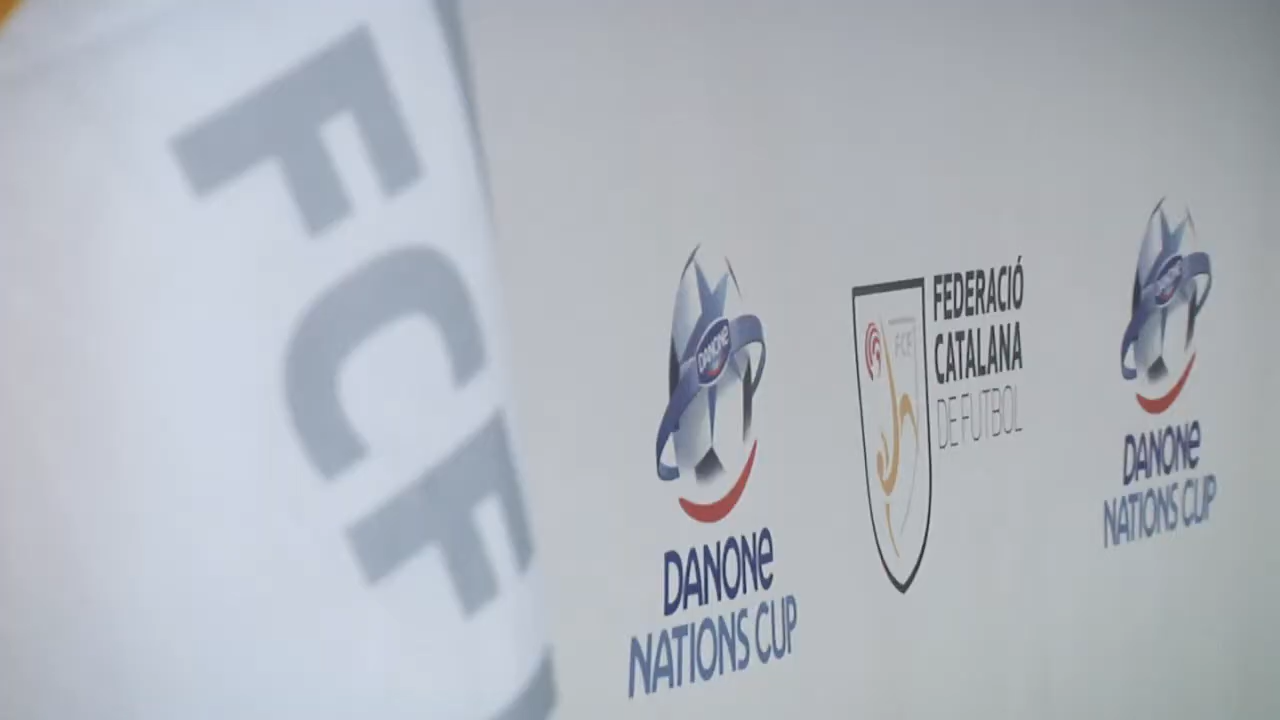 FCF
DANONE
DANONE
NATIONS CUP
FCF
FEDERACIÓ
CATALANA
DE FUTBOL
DANONE
DANONE
NATIONS CUP